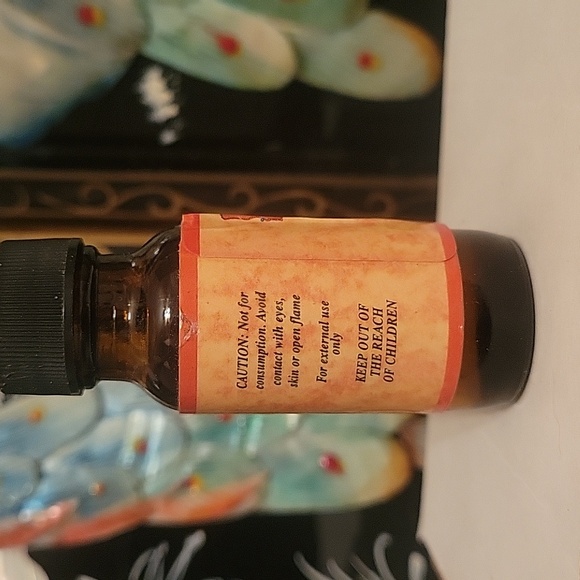 CAUTION: Not for
consumption. Avoid
contact with eyes,
skin or open flame
For external use
only
KEEP OUT OF
THE REACH
OF CHILDREN